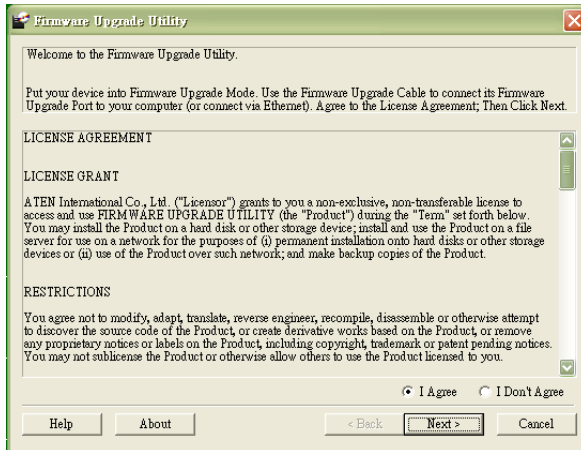 Firmware Upgrade Utility
Welcome to the Firmware Upgrade Utility.
Put your device into Firmware Upgrade Mode. Use the Firmware Upgrade Cable to connect its Firmware
Upgrade Port to your computer (or connect via Ethernet). Agree to the License Agreement; Then Click Next.
LICENSE AGREEMENT
LICENSE GRANT
ATEN International Co., Ltd. ("Licensor") grants to you a non-exclusive, non-transferable license to
access and use FIRMWARE UPGRADE UTILITY (the "Product") during the "Term" set forth below.
You may install the Product on a hard disk or other storage device; install and use the Product on a file
server for use on a network for the purposes of (i) permanent installation onto hard disks or other storage
devices or (ii) use of the Product over such network; and make backup copies of the Product.
RESTRICTIONS
You agree not to modify, adapt, translate, reverse engineer, recompile, disassemble or otherwise attempt
to discover the source code of the Product, or create derivative works based on the Product, or remove
any proprietary notices or labels on the Product, including copyright, trademark or patent pending notices.
You may not sublicense the Product or otherwise allow others to use the Product licensed to you.
I Agree I Don't Agree
Help About < Back Next > Cancel